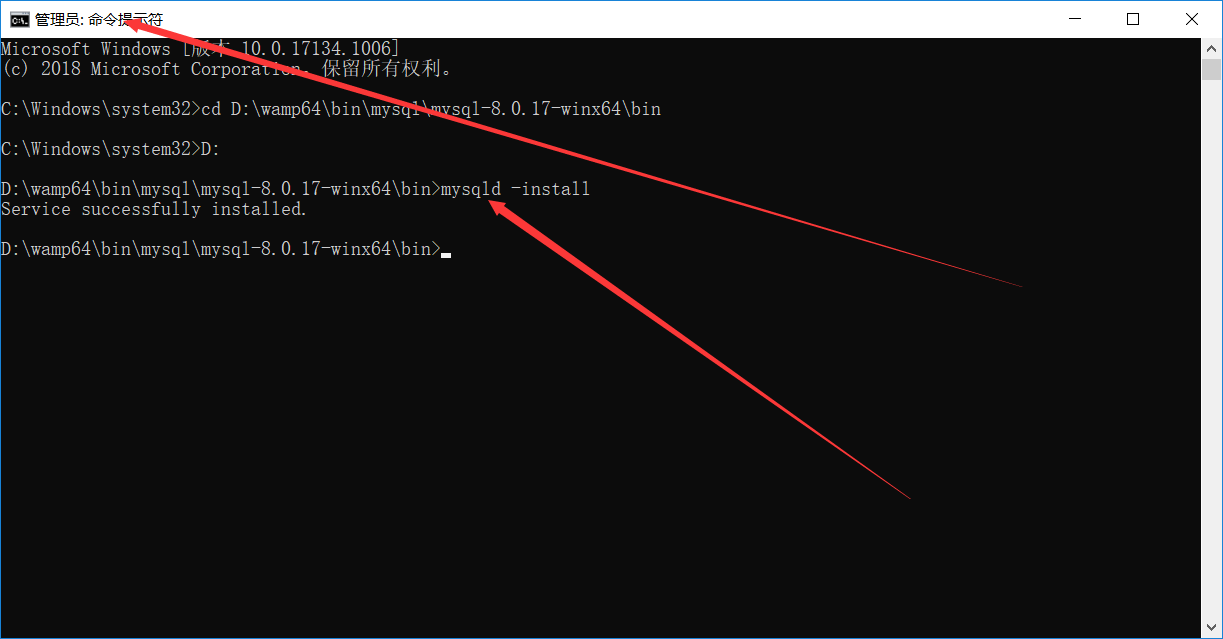 管理员: 命令提示符
Microsoft Windows [版本 10.0.17134.1006]
(c) 2018 Microsoft Corporation。保留所有权利。
C:\Windows\system32>cd D:\wamp64\bin\mysql\mysql-8.0.17-winx64\bin
C:\Windows\system32>D:
D:\wamp64\bin\mysql\mysql-8.0.17-winx64\bin>mysqld -install
Service successfully installed.
D:\wamp64\bin\mysql\mysql-8.0.17-winx64\bin>